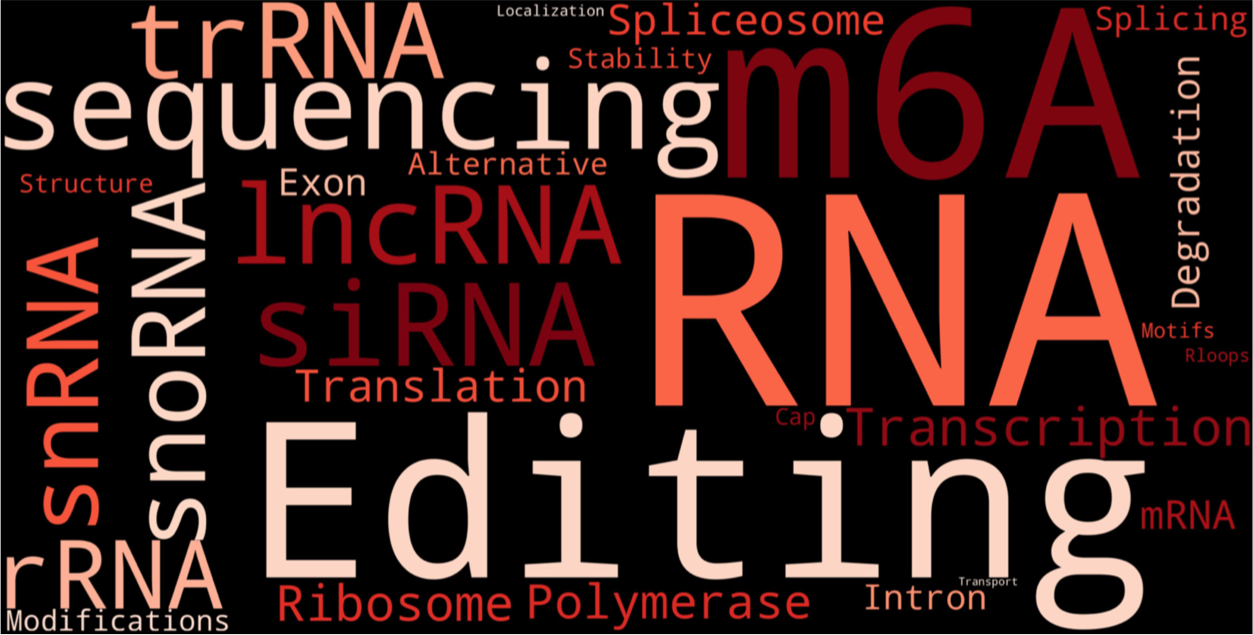 Localization
trRNA
Spliceosome
m6A
Splicing
Stability
sequencing
Degradation
Alternative
Structure
Exon
lncRNA
snoRNA
RNA
snRNA
siRNA
Motifs
Rloops
Translation
Cap
Transcription
Editing
mRNA
rRNA
Transport
Ribosome
Polymerase
Intron
Modifications